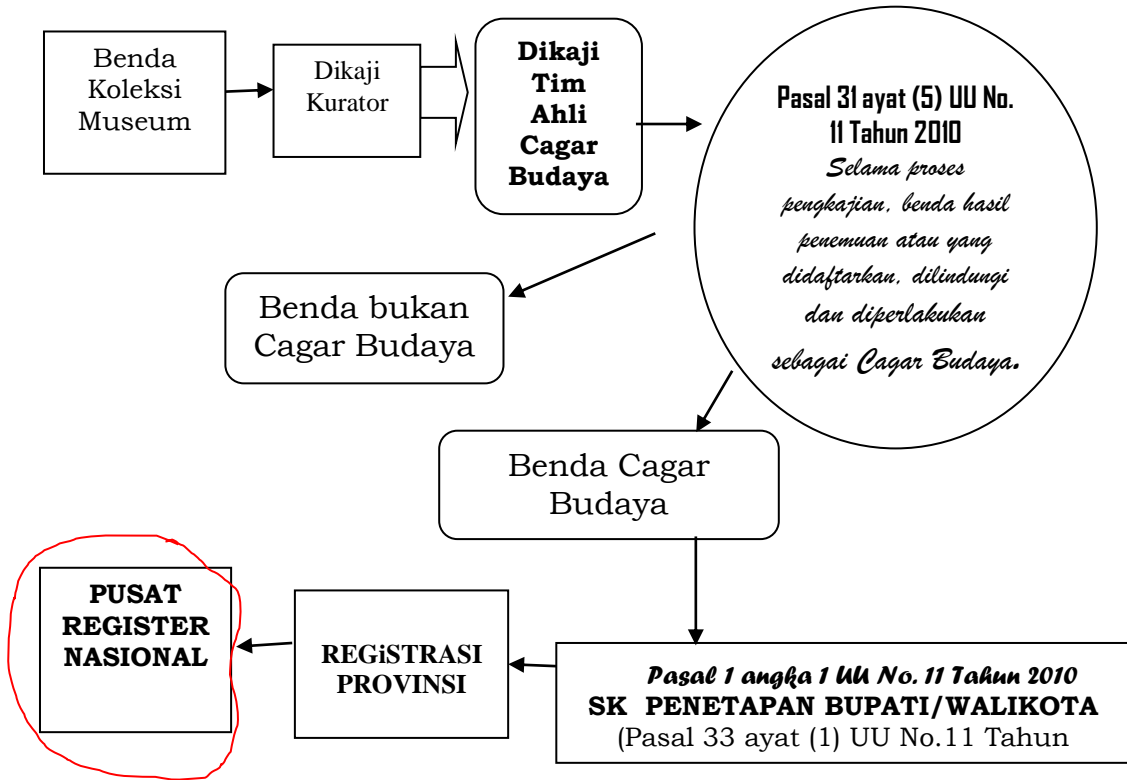 Benda
Koleksi
Museum
Dikaji
Kurator
Dikaji
Tim
Ahli
Cagar
Budaya
Pasal 31 ayat (5) UU No.
11 Tahun 2010
Selama proses
pengkajian, benda hasil
penemuan atau yang
didaftarkan, dilindungi
dan diperlakukan
sebagai Cagar Budaya.
Benda bukan
Cagar Budaya
Benda Cagar
Budaya
PUSAT
REGISTER
NASIONAL
REGiSTRASI
PROVINSI
Pasal 1 angka 1 UU No. 11 Tahun 2010
SK PENETAPAN BUPATI/WALIKOTA
(Pasal 33 ayat (1) UU No.11 Tahun